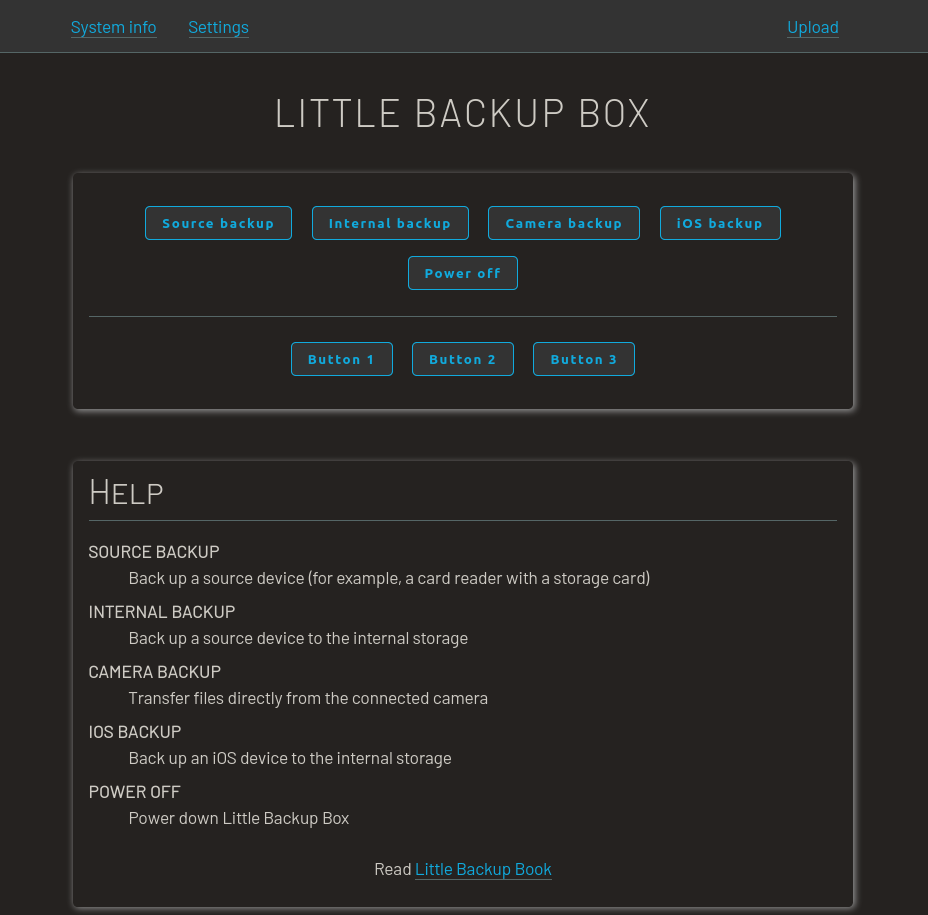 System info Settings Upload
LITTLE BACKUP BOX
Source backup Internal backup Camera backup iOS backup
Power off
Button 1 Button 2 Button 3
HELP
SOURCE BACKUP
Back up a source device (for example, a card reader with a storage card)
INTERNAL BACKUP
Back up a source device to the internal storage
CAMERA BACKUP
Transfer files directly from the connected camera
IOS BACKUP
Back up an iOS device to the internal storage
POWER OFF
Power down Little Backup Box
Read Little Backup Book